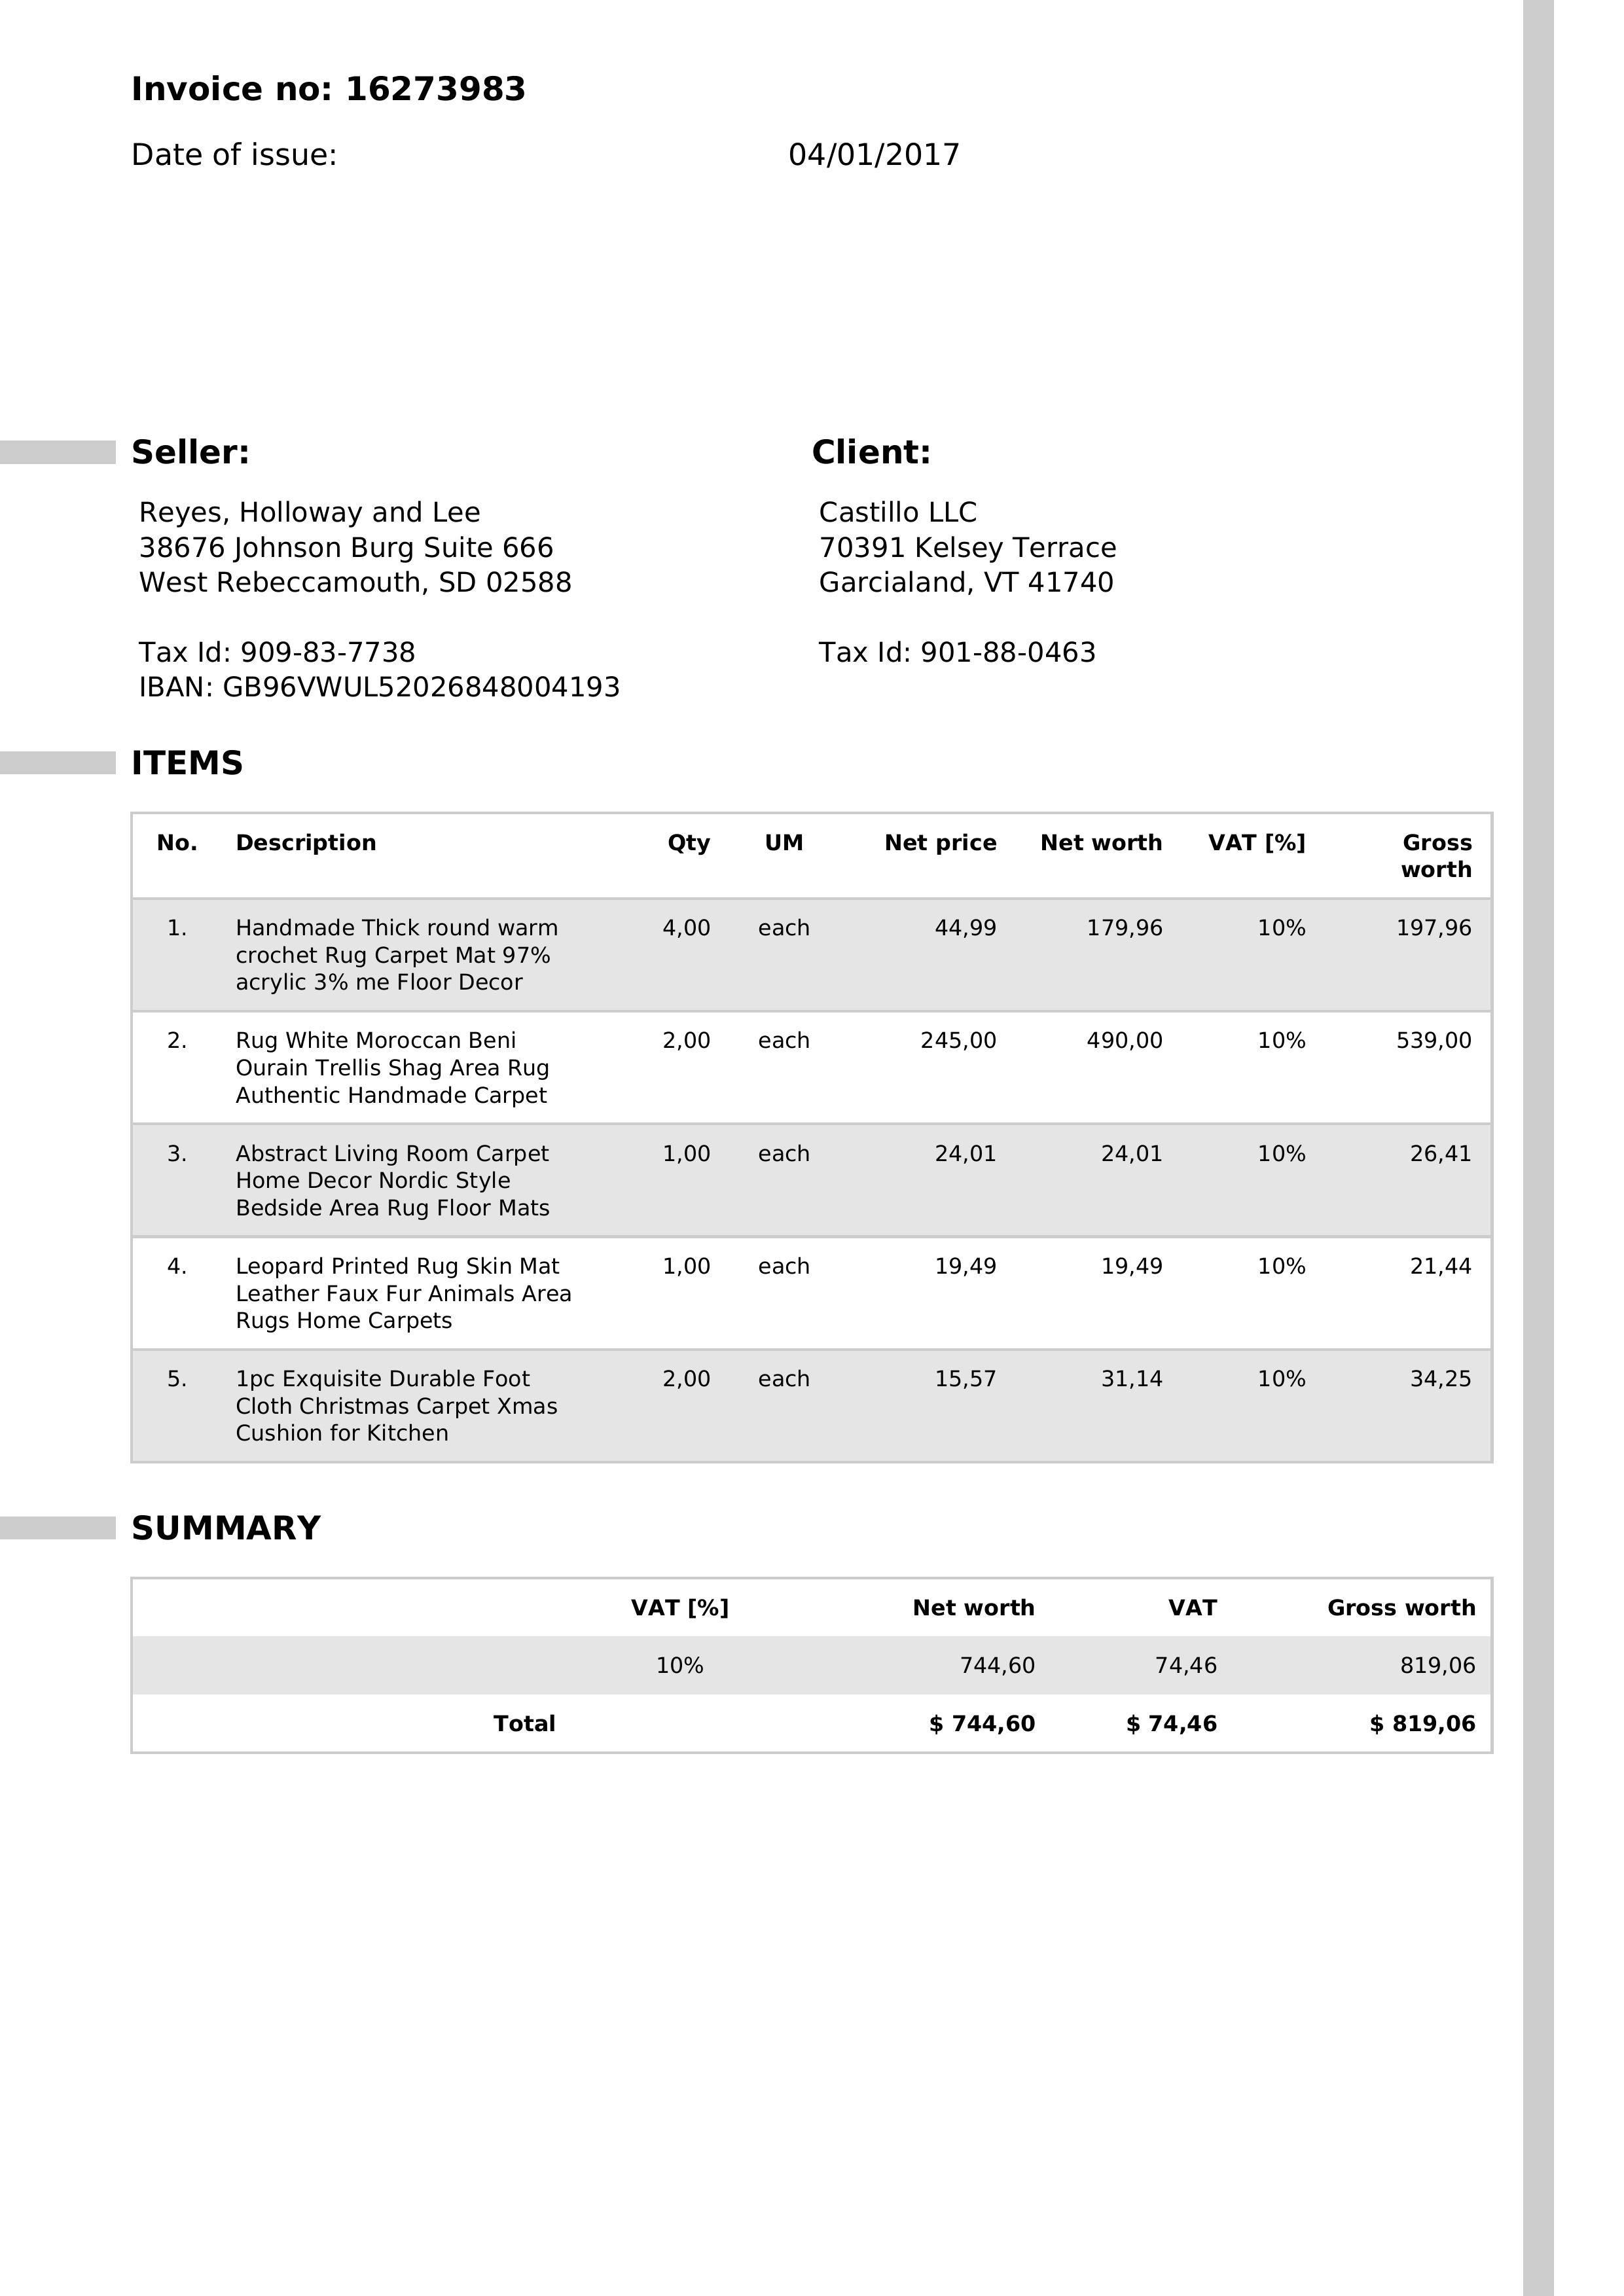 Invoice no: 16273983
Date of issue: 04/01/2017
Seller:
Reyes, Holloway and Lee
38676 Johnson Burg Suite 666
West Rebeccamouth, SD 02588
Tax Id: 909-83-7738
IBAN: GB96VWUL52026848004193
Client:
Castillo LLC
70391 Kelsey Terrace
Garcialand, VT 41740
Tax Id: 901-88-0463
ITEMS
No. Description Qty UM Net price Net worth VAT [%] Gross
worth
1. Handmade Thick round warm 4,00 each 44,99 179,96 10% 197,96
crochet Rug Carpet Mat 97%
acrylic 3% me Floor Decor
2. Rug White Moroccan Beni 2,00 each 245,00 490,00 10% 539,00
Ourain Trellis Shag Area Rug
Authentic Handmade Carpet
3. Abstract Living Room Carpet 1,00 each 24,01 24,01 10% 26,41
Home Decor Nordic Style
Bedside Area Rug Floor Mats
4. Leopard Printed Rug Skin Mat 1,00 each 19,49 19,49 10% 21,44
Leather Faux Fur Animals Area
Rugs Home Carpets
5. 1pc Exquisite Durable Foot 2,00 each 15,57 31,14 10% 34,25
Cloth Christmas Carpet Xmas
Cushion for Kitchen
SUMMARY
VAT [%] Net worth VAT Gross worth
10% 744,60 74,46 819,06
Total $ 744,60 $ 74,46 $ 819,06